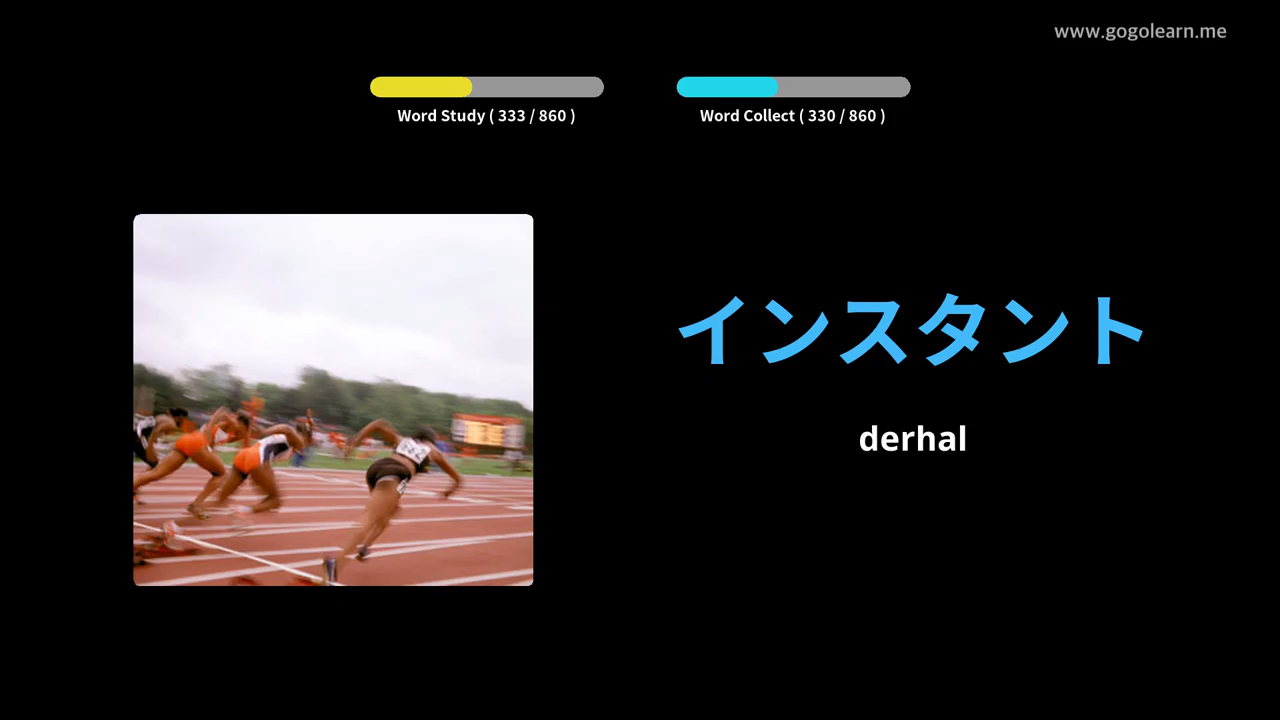 www.gogolearn.me
Word Study ( 333 / 860 )
Word Collect ( 330 / 860 )
インスタント
derhal